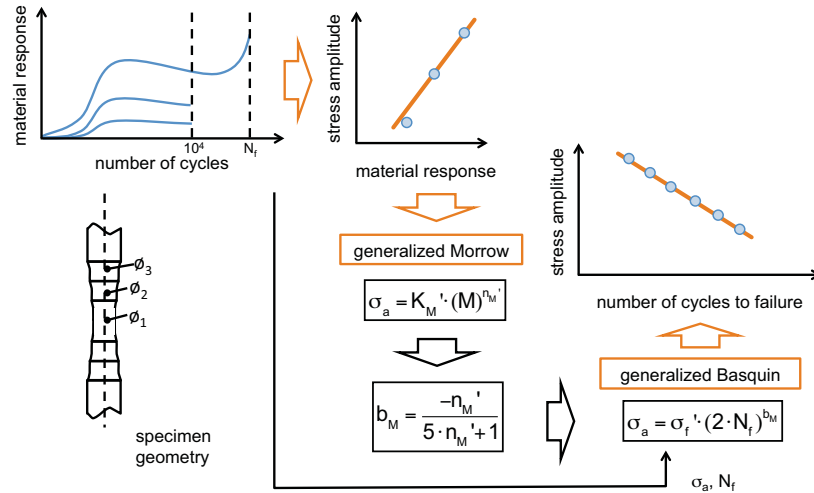 material response
10⁴
N_f
number of cycles
stress amplitude
material response
generalized Morrow
σ_a = K_M'·(M)^{n_M'}
b_M = −n_M' / (5·n_M'+1)
ø₃
ø₂
ø₁
specimen
geometry
stress amplitude
number of cycles to failure
generalized Basquin
σ_a = σ_f'·(2·N_f)^{b_M}
σ_a, N_f